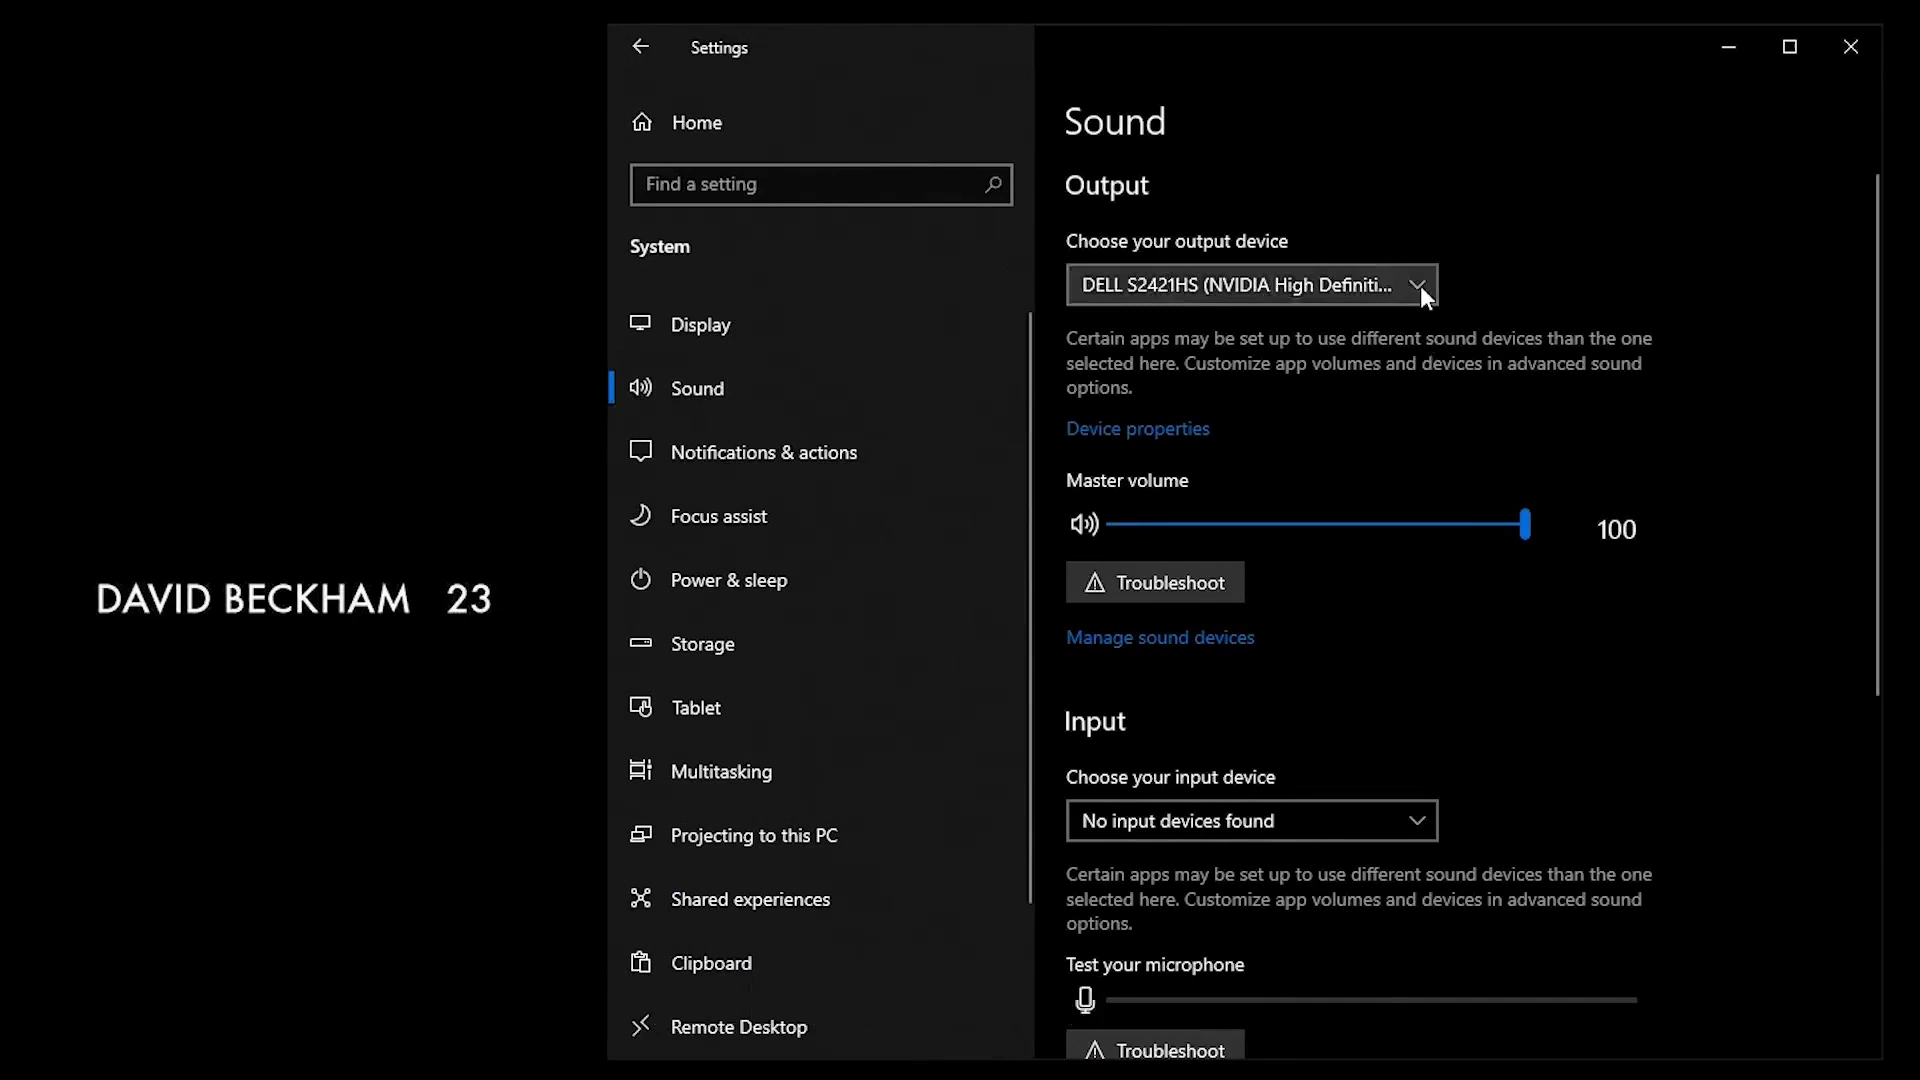 DAVID BECKHAM 23
Settings
Home
Find a setting
System
Display
Sound
Notifications & actions
Focus assist
Power & sleep
Storage
Tablet
Multitasking
Projecting to this PC
Shared experiences
Clipboard
Remote Desktop
Sound
Output
Choose your output device
DELL S2421HS (NVIDIA High Definiti...
Certain apps may be set up to use different sound devices than the one
selected here. Customize app volumes and devices in advanced sound
options.
Device properties
Master volume
100
Troubleshoot
Manage sound devices
Input
Choose your input device
No input devices found
Certain apps may be set up to use different sound devices than the one
selected here. Customize app volumes and devices in advanced sound
options.
Test your microphone
Troubleshoot